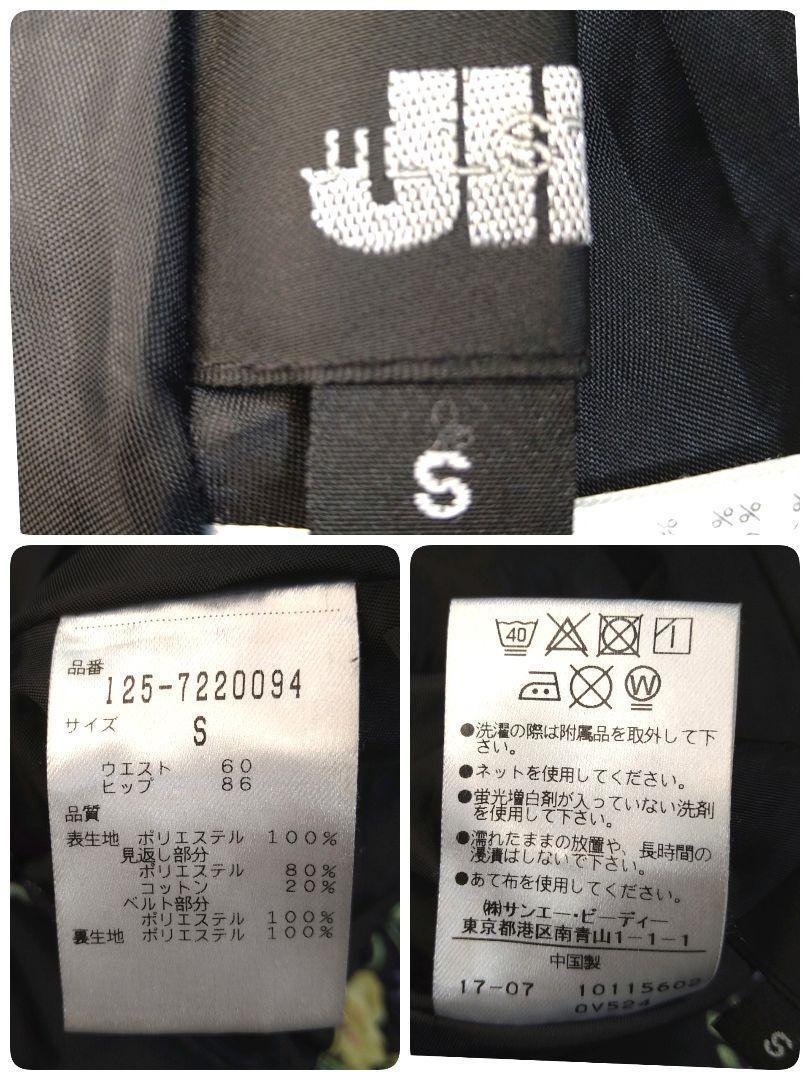 JH
S
% % %
品番
125-7220094
サイズ
S
ウエスト 60
ヒップ 86
品質
表生地 ポリエステル 100%
見返し部分
ポリエステル 80%
コットン 20%
ベルト部分
ポリエステル 100%
裏生地 ポリエステル 100%
40
W
●洗濯の際は附属品を取外して下
さい。
●ネットを使用してください。
●蛍光増白剤が入っていない洗剤
を使用して下さい。
●濡れたままの放置や、長時間の
浸漬はしないで下さい。
●あて布を使用してください。
㈱サンエー・ビーディー
東京都港区南青山1-1-1
中国製
17-07 10115602
0V524
S